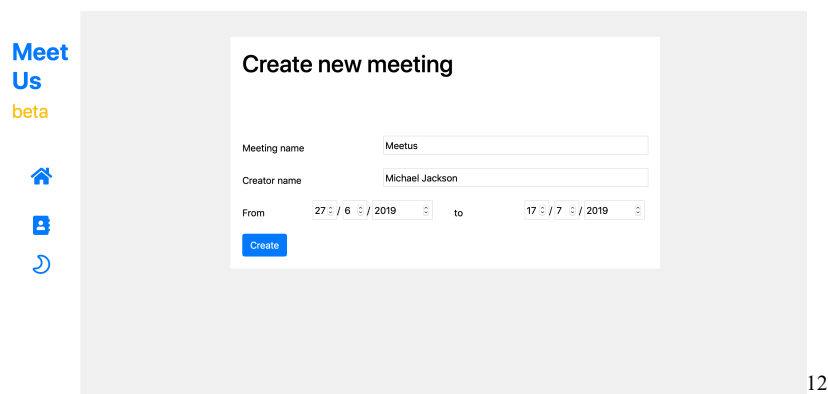 Meet
Us
beta
Create new meeting
Meeting name Meetus
Creator name Michael Jackson
From 27 / 6 / 2019 to 17 / 7 / 2019
Create
12